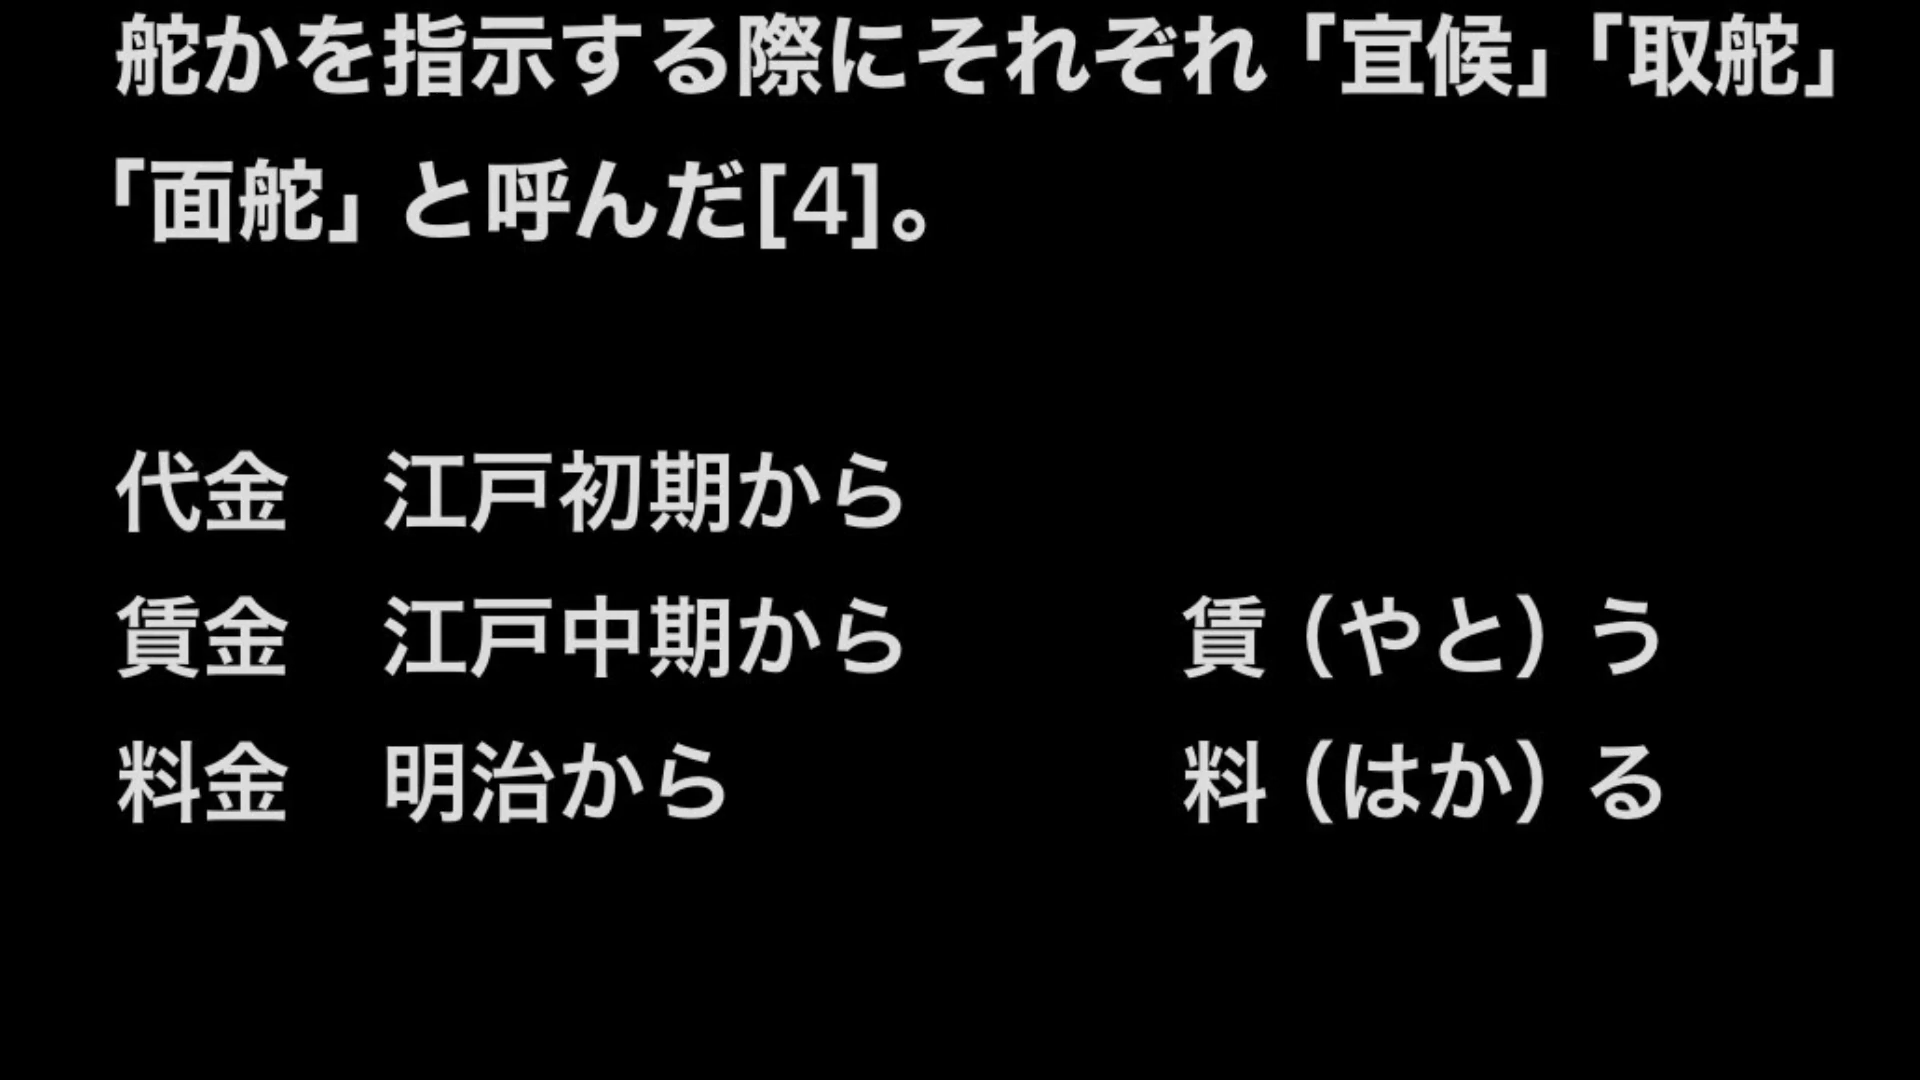 舵かを指示する際にそれぞれ「宜候」「取舵」
「面舵」と呼んだ[4]。
代金　江戸初期から
賃金　江戸中期から　　　賃（やと）う
料金　明治から　　　　　料（はか）る